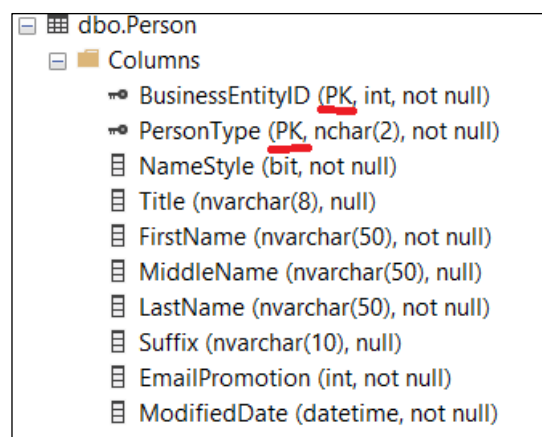 dbo.Person
Columns
BusinessEntityID (PK, int, not null)
PersonType (PK, nchar(2), not null)
NameStyle (bit, not null)
Title (nvarchar(8), null)
FirstName (nvarchar(50), not null)
MiddleName (nvarchar(50), null)
LastName (nvarchar(50), not null)
Suffix (nvarchar(10), null)
EmailPromotion (int, not null)
ModifiedDate (datetime, not null)